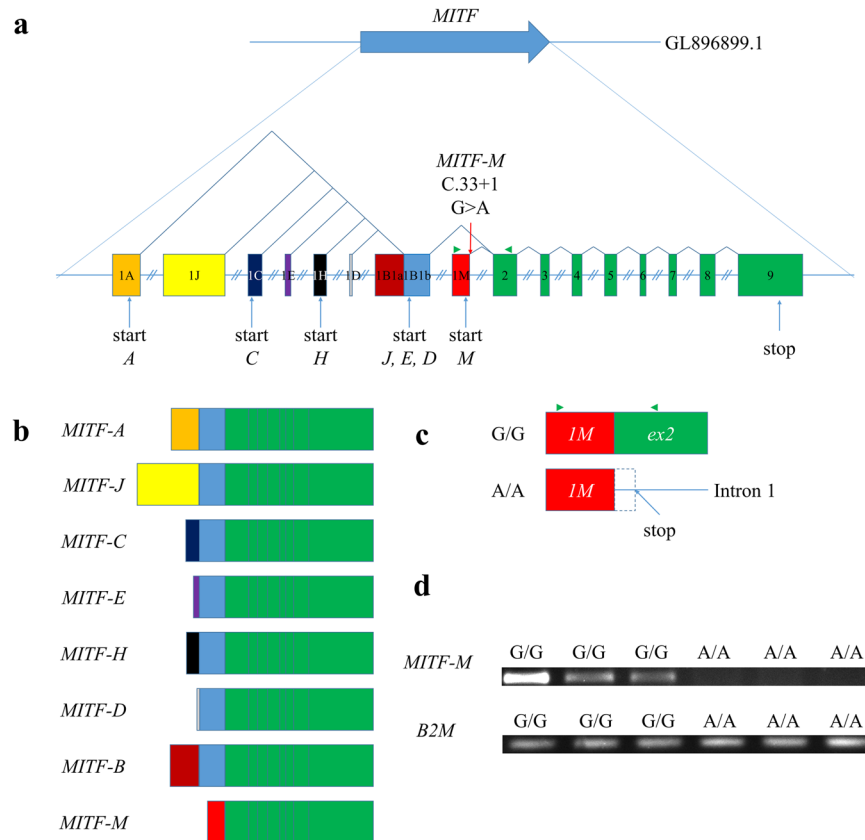 a
MITF
GL896899.1
MITF-M
C.33+1
G>A
1A 1J 1C 1E 1H 1D 1B1a 1B1b 1M 2 3 4 5 6 7 8 9
start start start start start stop
A C H J, E, D M
b
MITF-A
MITF-J
MITF-C
MITF-E
MITF-H
MITF-D
MITF-B
MITF-M
c
G/G 1M ex2
A/A 1M Intron 1
stop
d
G/G G/G G/G A/A A/A A/A
MITF-M
G/G G/G G/G A/A A/A A/A
B2M